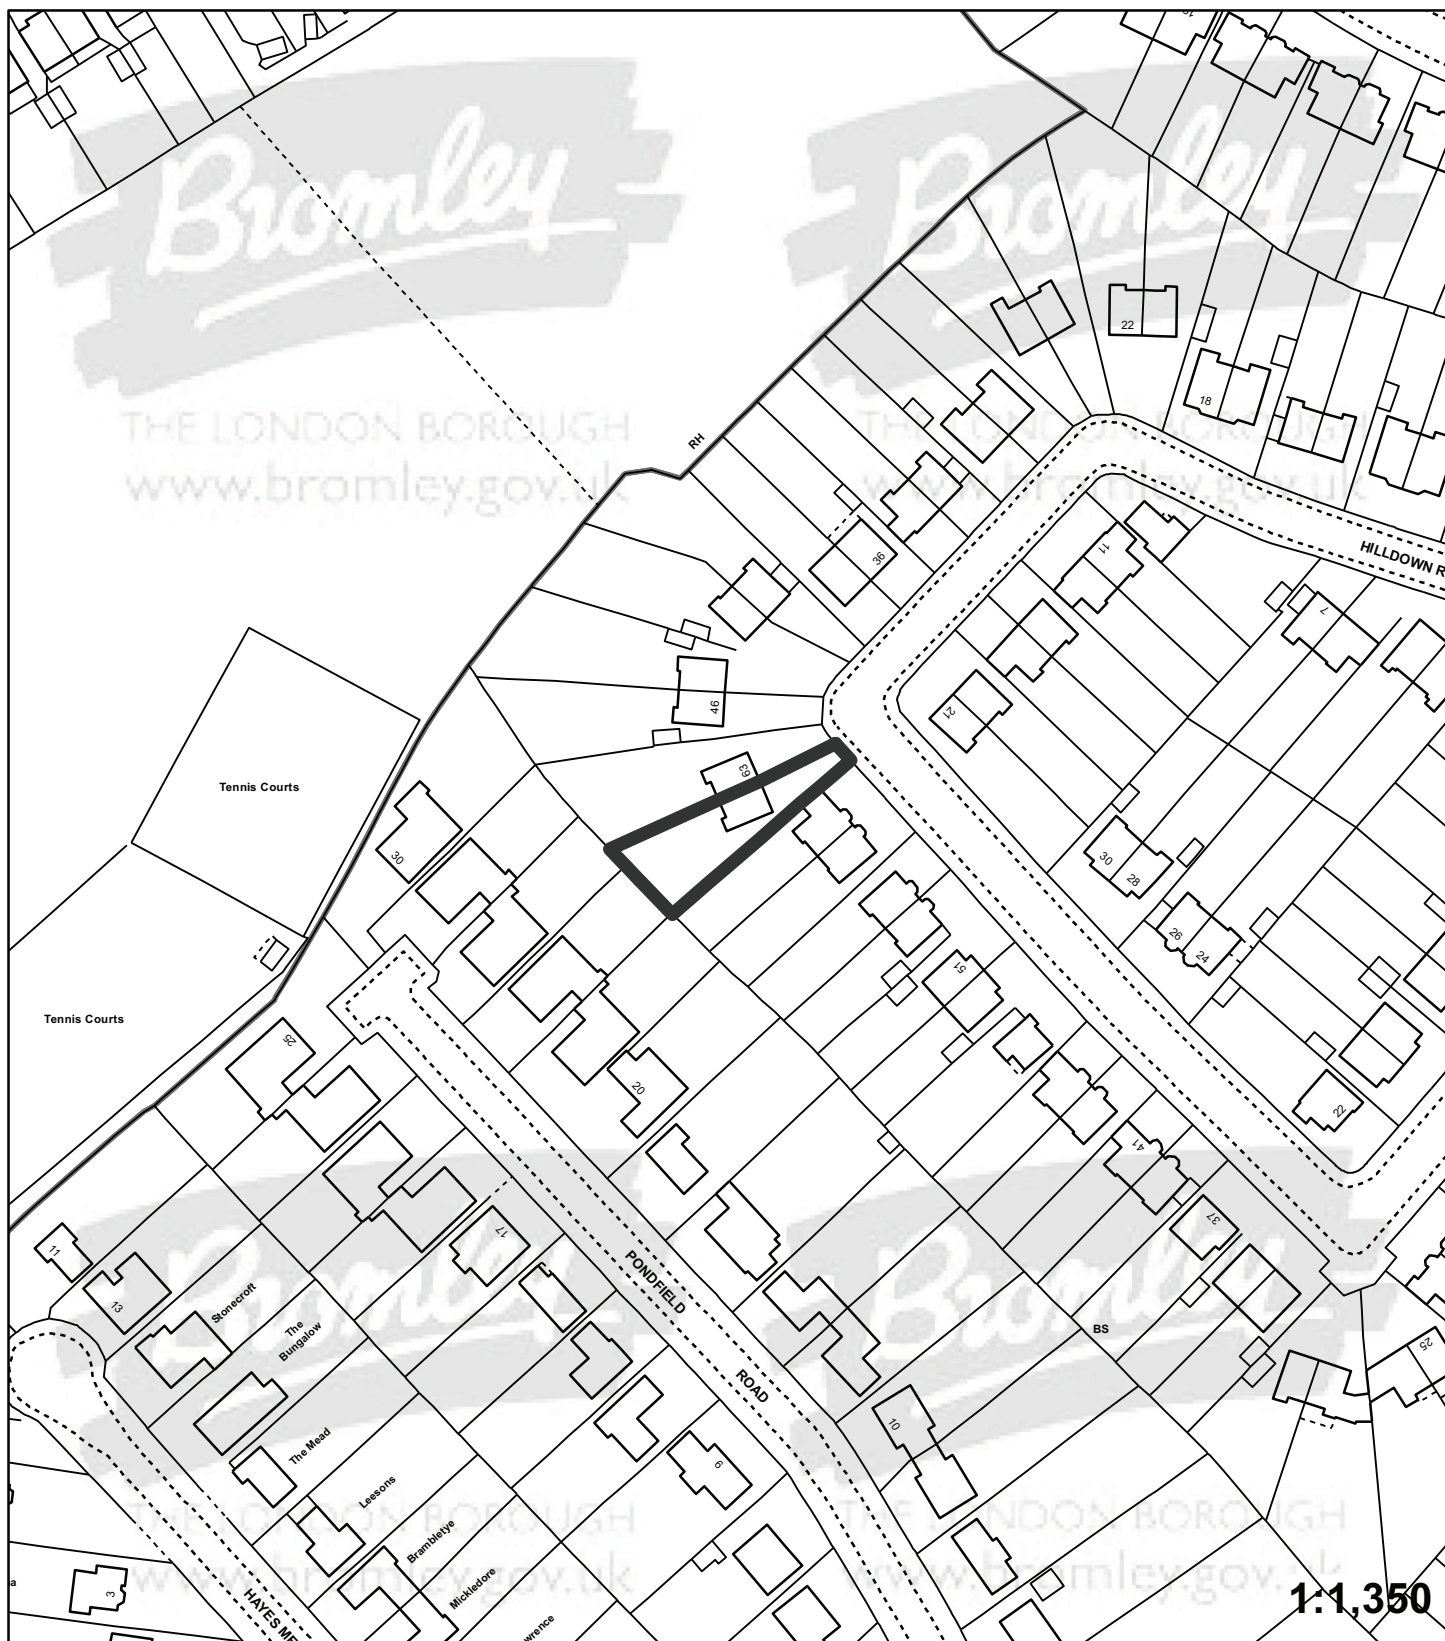 Bromley
THE LONDON BOROUGH
www.bromley.gov.uk
Bromley
THE LONDON BOROUGH
www.bromley.gov.uk
22
18
RH
36
11
HILLDOWN R
7
46
21
63
Tennis Courts
30
30
28
26
24
51
Tennis Courts
25
20
22
41
37
17
11
13
Stonecroft
The
Bungalow
PONDFIELD
ROAD
BS
25
10
The Mead
Leesons
9
Brambletye
Mickledore
wrence
3
a
HAYES ME
Bromley
THE LONDON BOROUGH
www.bromley.gov.uk
Bromley
THE LONDON BOROUGH
www.bromley.gov.uk
1:1,350